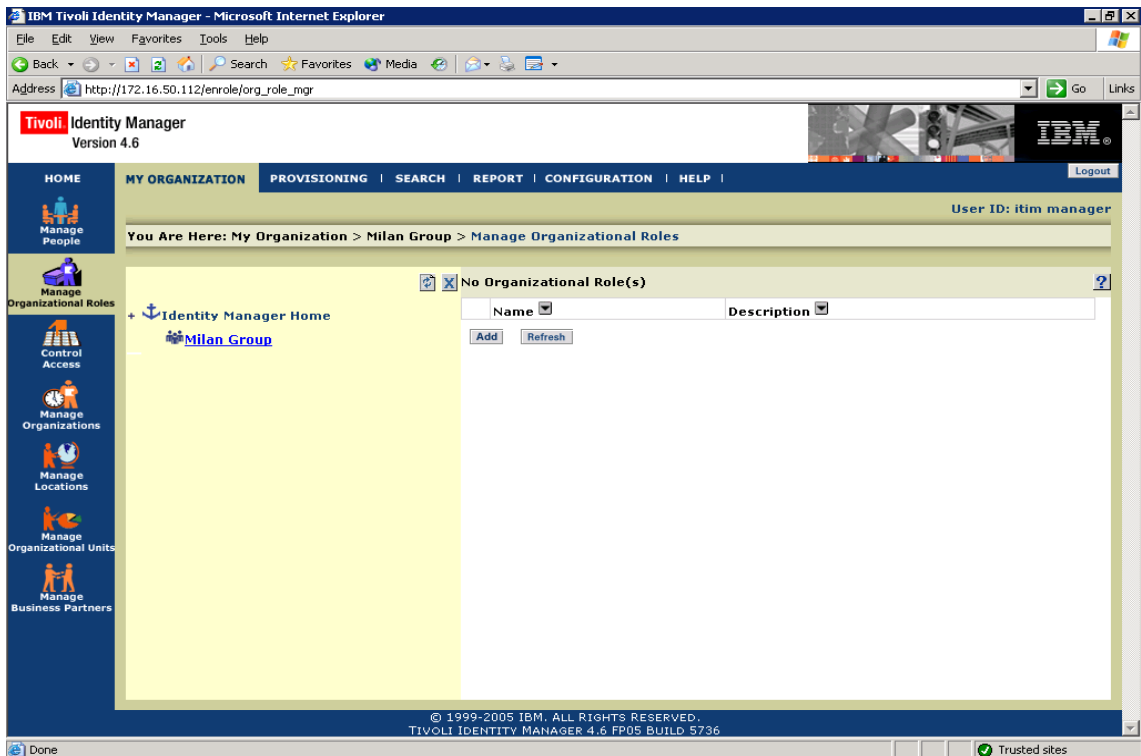 IBM Tivoli Identity Manager - Microsoft Internet Explorer
File Edit View Favorites Tools Help
Back Search Favorites Media
Address http://172.16.50.112/enrole/org_role_mgr Go Links
Tivoli. Identity Manager
Version 4.6
IBM®
HOME MY ORGANIZATION PROVISIONING | SEARCH | REPORT | CONFIGURATION | HELP | Logout
User ID: itim manager
You Are Here: My Organization > Milan Group > Manage Organizational Roles
Manage
People
Manage
Organizational Roles
Control
Access
Manage
Organizations
Manage
Locations
Manage
Organizational Units
Manage
Business Partners
+ Identity Manager Home
Milan Group
X No Organizational Role(s) ?
Name Description
Add Refresh
© 1999-2005 IBM. ALL RIGHTS RESERVED.
TIVOLI IDENTITY MANAGER 4.6 FP05 BUILD 5736
Done Trusted sites